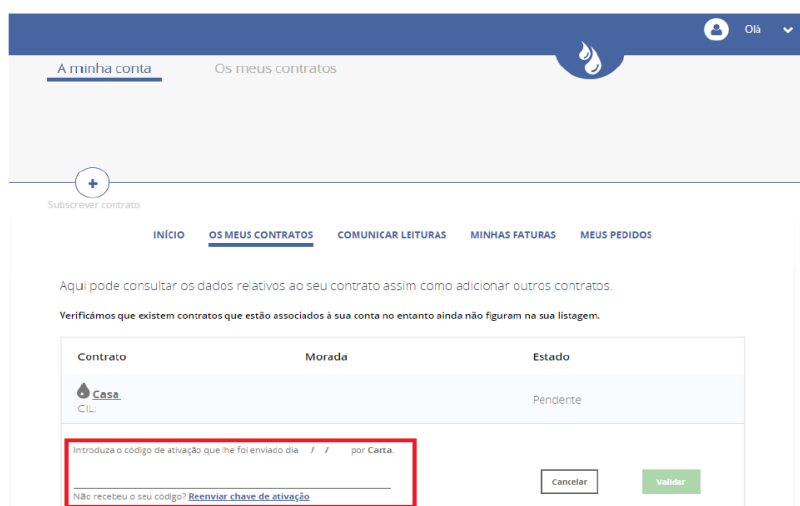 Olá
A minha conta Os meus contratos
+
Subscrever contrato
INÍCIO OS MEUS CONTRATOS COMUNICAR LEITURAS MINHAS FATURAS MEUS PEDIDOS
Aqui pode consultar os dados relativos ao seu contrato assim como adicionar outros contratos.
Verificámos que existem contratos que estão associados à sua conta no entanto ainda não figuram na sua listagem.
Contrato Morada Estado
Casa
CIL: Pendente
Introduza o código de ativação que lhe foi enviado dia / / por Carta.
Cancelar Validar
Não recebeu o seu código? Reenviar chave de ativação